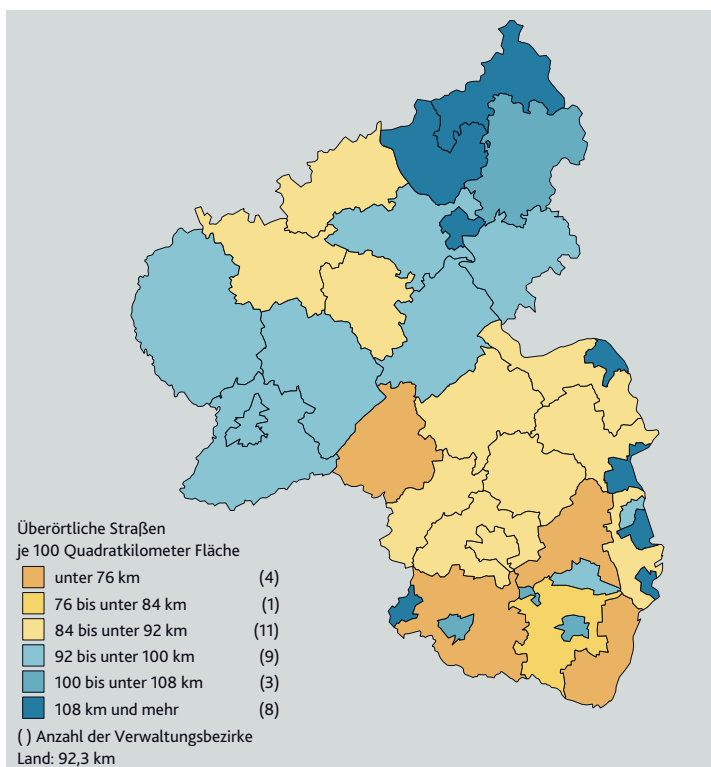 Überörtliche Straßen
je 100 Quadratkilometer Fläche
unter 76 km (4)
76 bis unter 84 km (1)
84 bis unter 92 km (11)
92 bis unter 100 km (9)
100 bis unter 108 km (3)
108 km und mehr (8)
( ) Anzahl der Verwaltungsbezirke
Land: 92,3 km